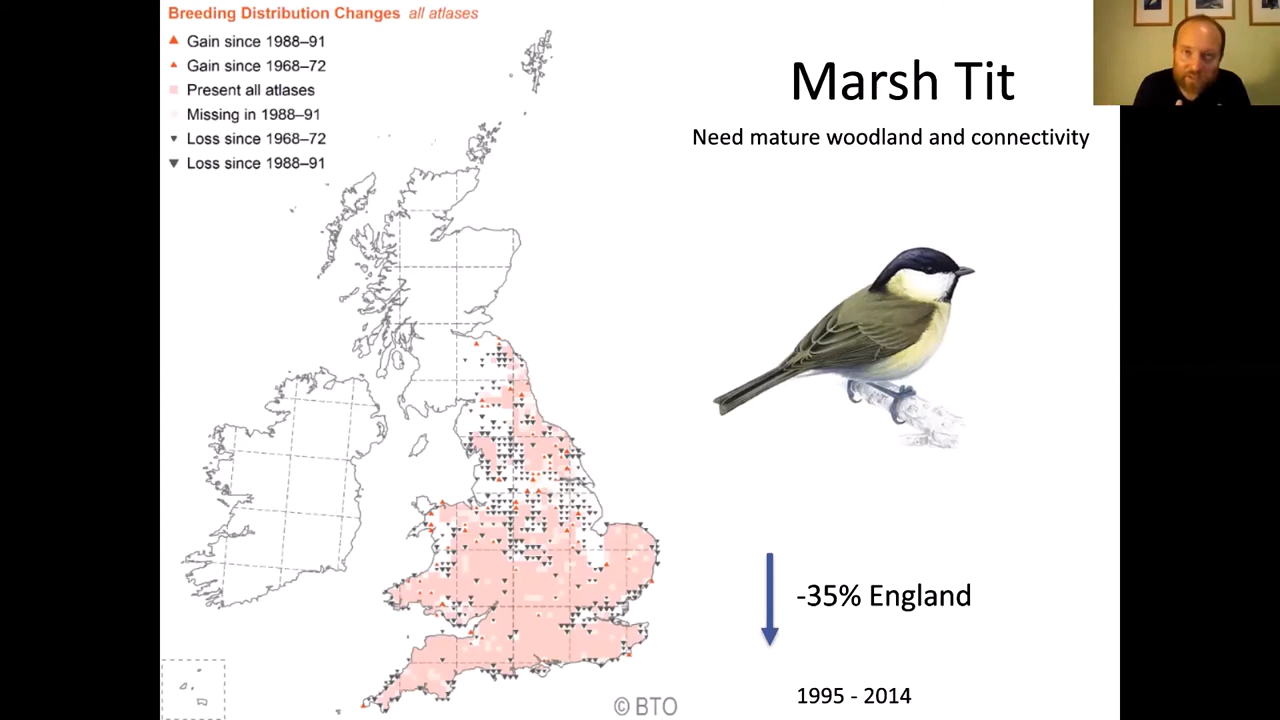 Breeding Distribution Changes all atlases
Gain since 1988–91
Gain since 1968–72
Present all atlases
Missing in 1988–91
Loss since 1968–72
Loss since 1988–91
Marsh Tit
Need mature woodland and connectivity
-35% England
1995 - 2014
© BTO